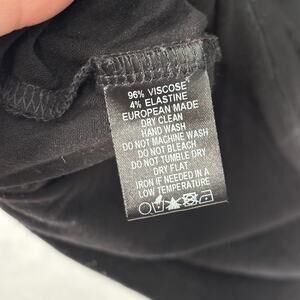 96% VISCOSE
4% ELASTINE
EUROPEAN MADE
DRY CLEAN
HAND WASH
DO NOT MACHINE WASH
DO NOT BLEACH
DO NOT TUMBLE DRY
DRY FLAT
IRON IF NEEDED IN A
LOW TEMPERATURE